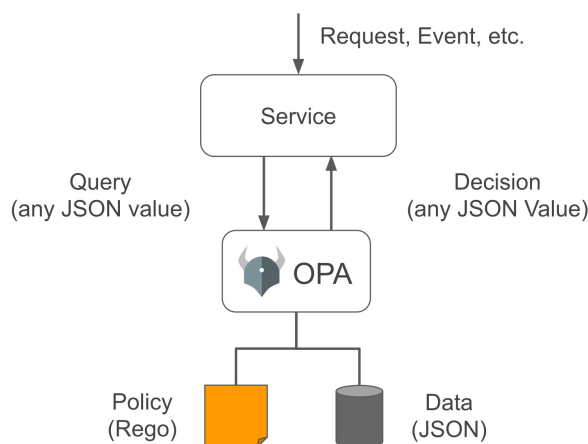 Request, Event, etc.
Service
Query
(any JSON value)
Decision
(any JSON Value)
OPA
Policy
(Rego)
Data
(JSON)